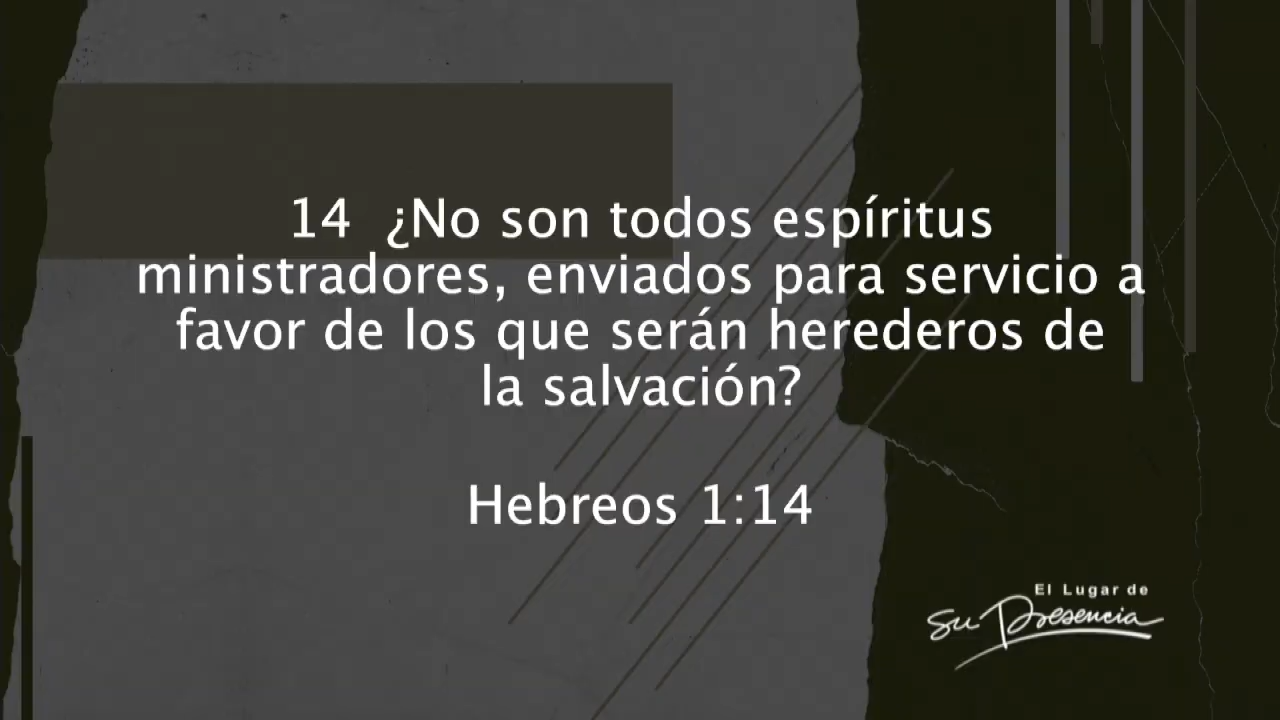 14 ¿No son todos espíritus
ministradores, enviados para servicio a
favor de los que serán herederos de
la salvación?
Hebreos 1:14
El Lugar de
Su Presencia